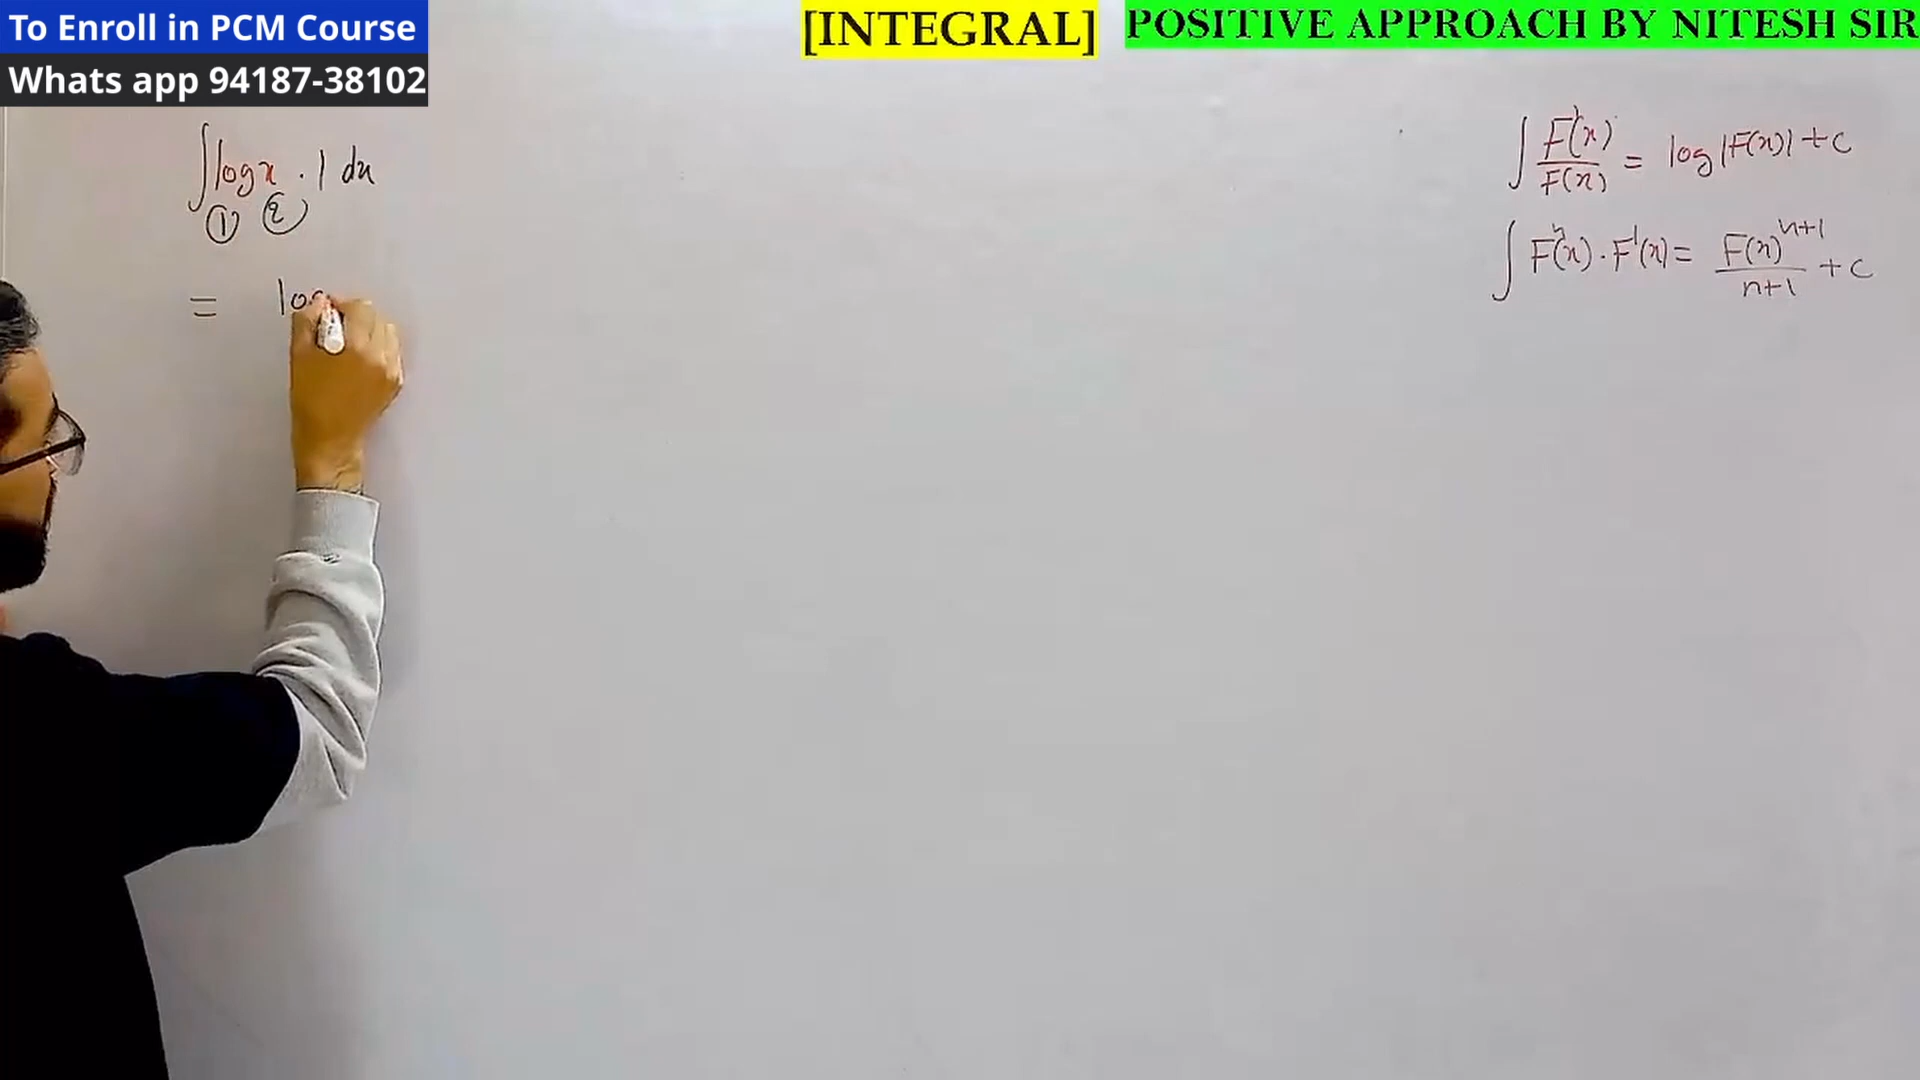 To Enroll in PCM Course
Whats app 94187-38102
[INTEGRAL]
POSITIVE APPROACH BY NITESH SIR
∫ log x . 1 dx
① ②
= log
∫ F'(x)/F(x) = log |F(x)| + c
∫ Fⁿ(x) . F'(x) = F(x)ⁿ⁺¹/n+1 + c